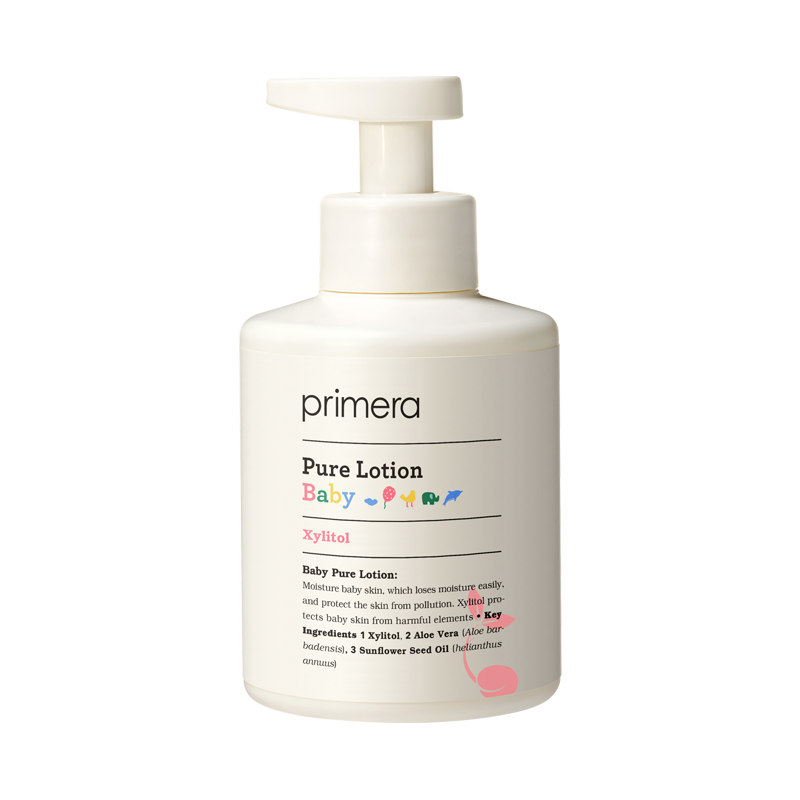 primera
Pure Lotion
Baby
Xylitol
Baby Pure Lotion:
Moisture baby skin, which loses moisture easily,
and protect the skin from pollution. Xylitol pro-
tects baby skin from harmful elements • Key
Ingredients 1 Xylitol, 2 Aloe Vera (Aloe bar-
badensis), 3 Sunflower Seed Oil (helianthus
annuus)